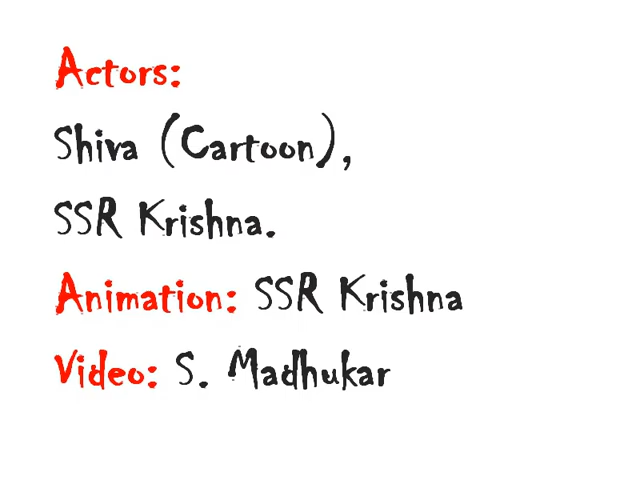 Actors:
Shiva (Cartoon),
SSR Krishna.
Animation: SSR Krishna
Video: S. Madhukar